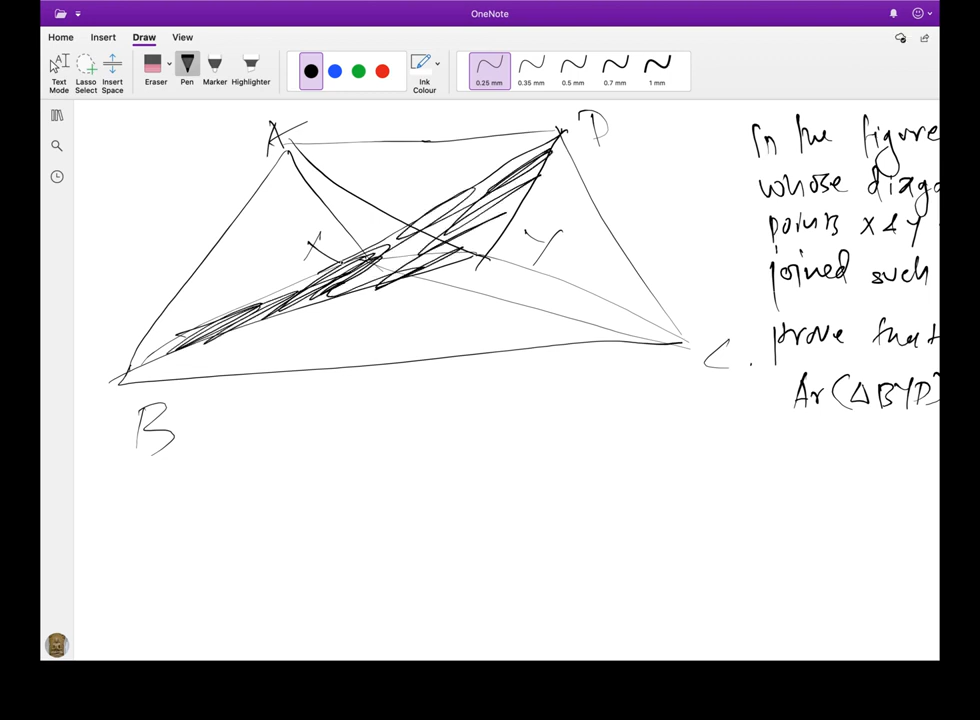 OneNote
Home Insert Draw View
Text Mode
Lasso Select
Insert Space
Eraser
Pen
Marker
Highlighter
Ink Colour
0.25 mm
0.35 mm
0.5 mm
0.7 mm
1 mm
A
D
X
Y
C.
B
In the figure
whose diago
points X & Y
joined such
prove that
Ar(△BYD)